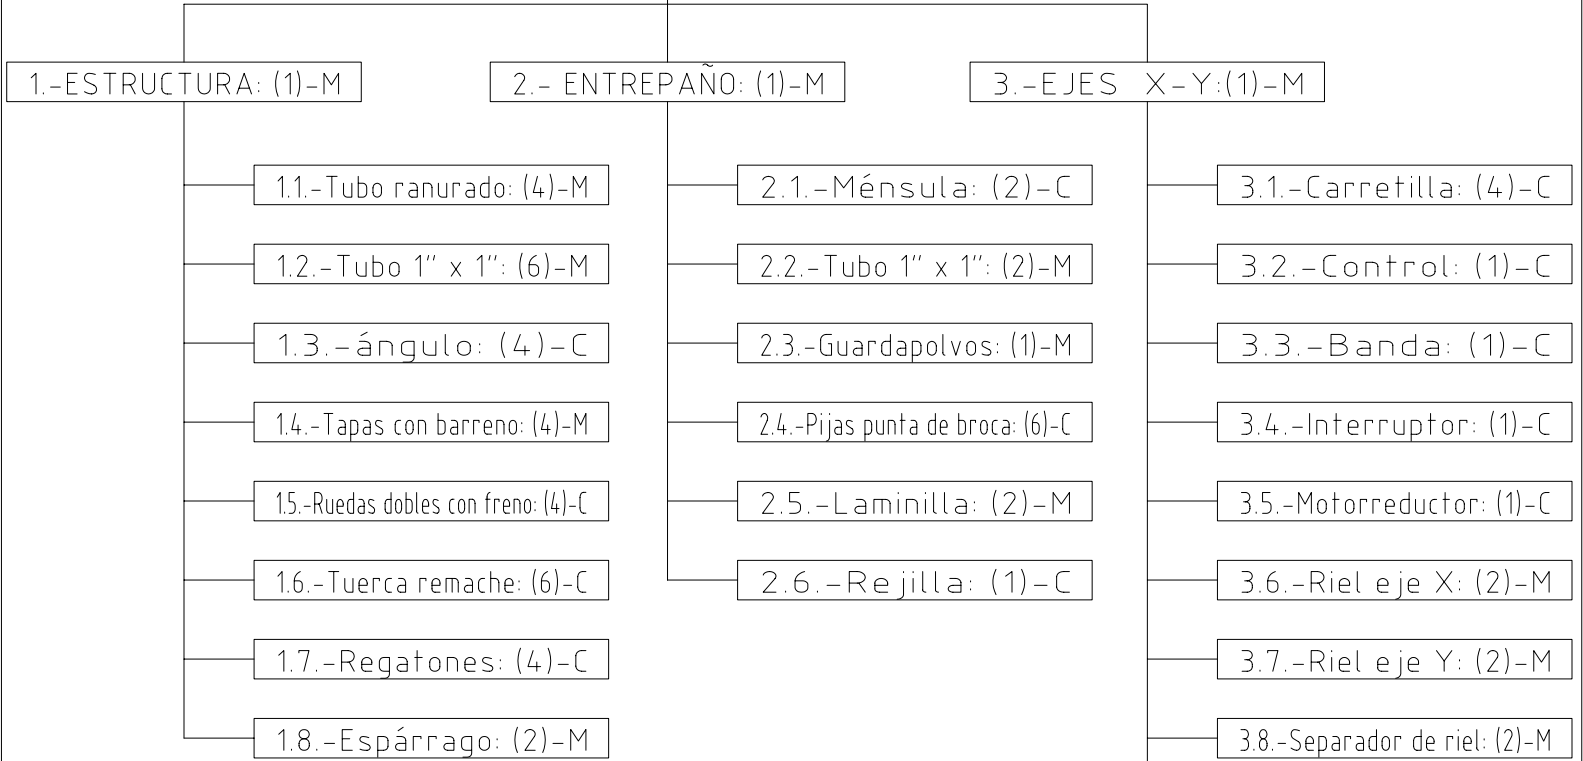 1.-ESTRUCTURA: (1)-M
1.1.-Tubo ranurado: (4)-M
1.2.-Tubo 1" x 1": (6)-M
1.3.-ángulo: (4)-C
1.4.-Tapas con barreno: (4)-M
1.5.-Ruedas dobles con freno: (4)-C
1.6.-Tuerca remache: (6)-C
1.7.-Regatones: (4)-C
1.8.-Espárrago: (2)-M
2.- ENTREPAÑO: (1)-M
2.1.-Ménsula: (2)-C
2.2.-Tubo 1" x 1": (2)-M
2.3.-Guardapolvos: (1)-M
2.4.-Pijas punta de broca: (6)-C
2.5.-Laminilla: (2)-M
2.6.-Rejilla: (1)-C
3.-EJES X-Y:(1)-M
3.1.-Carretilla: (4)-C
3.2.-Control: (1)-C
3.3.-Banda: (1)-C
3.4.-Interruptor: (1)-C
3.5.-Motorreductor: (1)-C
3.6.-Riel eje X: (2)-M
3.7.-Riel eje Y: (2)-M
3.8.-Separador de riel: (2)-M